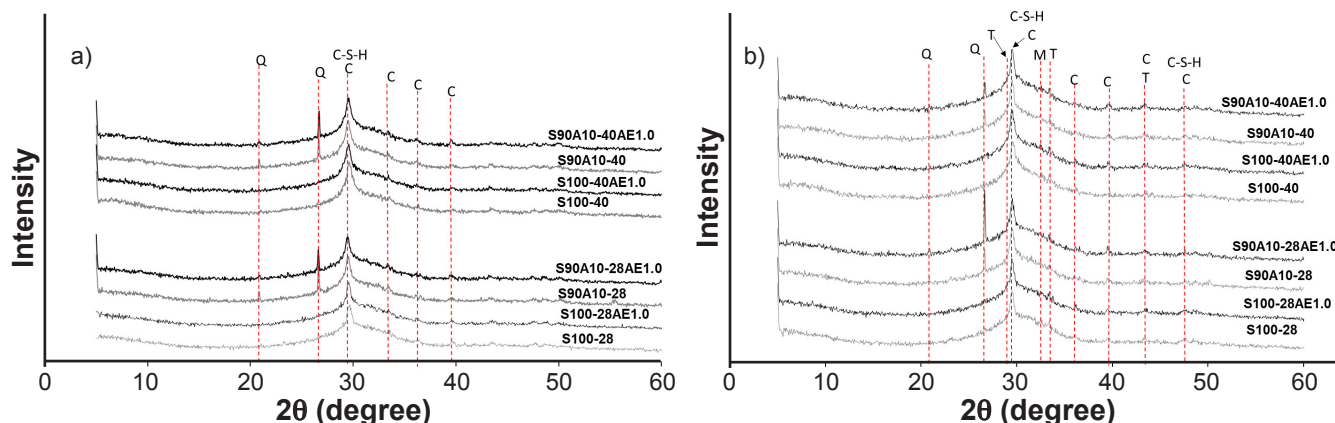 a)
Q
Q
C-S-H
C
C
C
C
S90A10-40AE1.0
S90A10-40
S100-40AE1.0
S100-40
S90A10-28AE1.0
S90A10-28
S100-28AE1.0
S100-28
Intensity
0 10 20 30 40 50 60
2θ (degree)
b)
C-S-H
Q
Q
T
C
M
T
C
C
C
T
C-S-H
C
S90A10-40AE1.0
S90A10-40
S100-40AE1.0
S100-40
S90A10-28AE1.0
S90A10-28
S100-28AE1.0
S100-28
Intensity
0 10 20 30 40 50 60
2θ (degree)